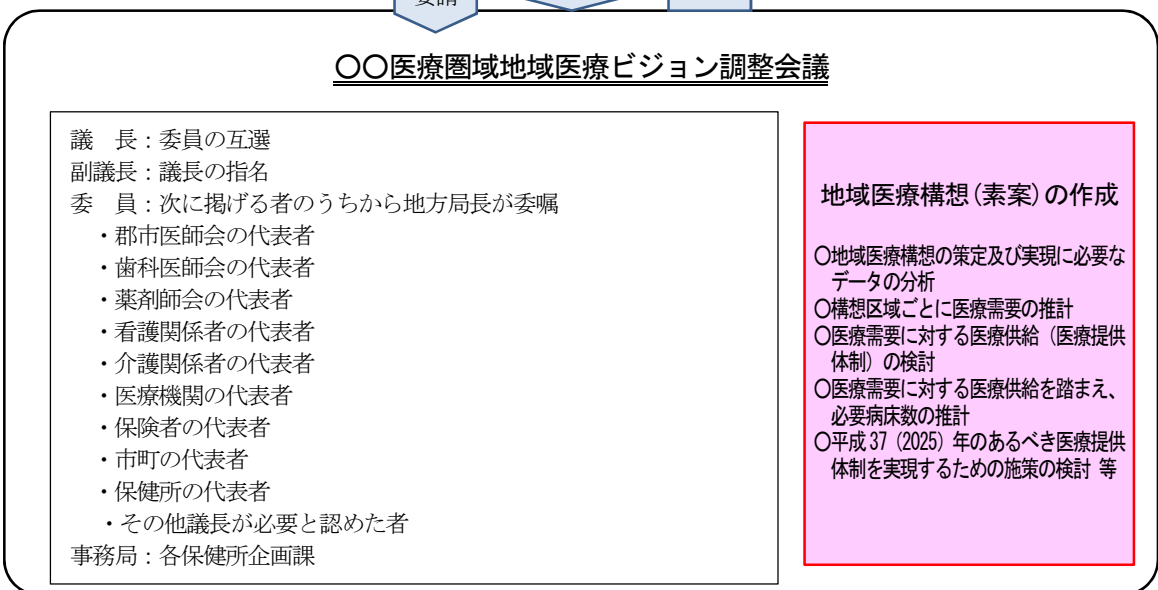 要請
〇〇医療圏域地域医療ビジョン調整会議
議　長：委員の互選
副議長：議長の指名
委　員：次に掲げる者のうちから地方局長が委嘱
・郡市医師会の代表者
・歯科医師会の代表者
・薬剤師会の代表者
・看護関係者の代表者
・介護関係者の代表者
・医療機関の代表者
・保険者の代表者
・市町の代表者
・保健所の代表者
・その他議長が必要と認めた者
事務局：各保健所企画課
地域医療構想(素案)の作成
〇地域医療構想の策定及び実現に必要な
データの分析
〇構想区域ごとに医療需要の推計
〇医療需要に対する医療供給（医療提供
体制）の検討
〇医療需要に対する医療供給を踏まえ、
必要病床数の推計
〇平成37（2025）年のあるべき医療提供
体制を実現するための施策の検討 等